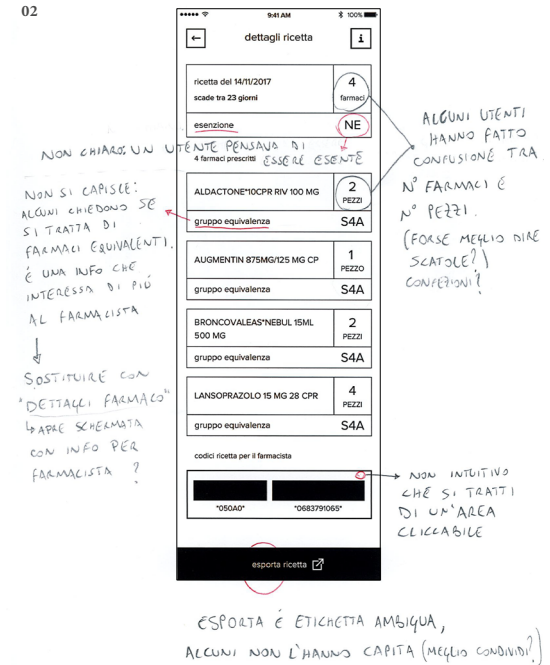 02
9:41 AM
100%
dettagli ricetta
i
ricetta del 14/11/2017
scade tra 23 giorni
4
farmaci
esenzione
NE
NON CHIARO: UN UTENTE PENSAVA DI
ESSERE ESENTE
4 farmaci prescritti
ALDACTONE*10CPR RIV 100 MG
2
PEZZI
gruppo equivalenza
S4A
AUGMENTIN 875MG/125 MG CP
1
PEZZO
gruppo equivalenza
S4A
BRONCOVALEAS*NEBUL 15ML
500 MG
2
PEZZI
gruppo equivalenza
S4A
LANSOPRAZOLO 15 MG 28 CPR
4
PEZZI
gruppo equivalenza
S4A
codici ricetta per il farmacista
*050A0*
*0683791065*
esporta ricetta
ALCUNI UTENTI
HANNO FATTO
CONFUSIONE TRA
N° FARMACI E
N° PEZZI.
(FORSE MEGLIO DIRE
SCATOLE?)
CONFEZIONI?
NON SI CAPISCE:
ALCUNI CHIEDONO SE
SI TRATTA DI
FARMACI EQUIVALENTI.
È UNA INFO CHE
INTERESSA DI PIÙ
AL FARMACISTA
SOSTITUIRE CON
"DETTAGLI FARMACO"
↳ APRE SCHERMATA
CON INFO PER
FARMACISTA ?
NON INTUITIVO
CHE SI TRATTI
DI UN'AREA
CLICCABILE
ESPORTA È ETICHETTA AMBIGUA,
ALCUNI NON L'HANNO CAPITA (MEGLIO CONDIVIDI?)